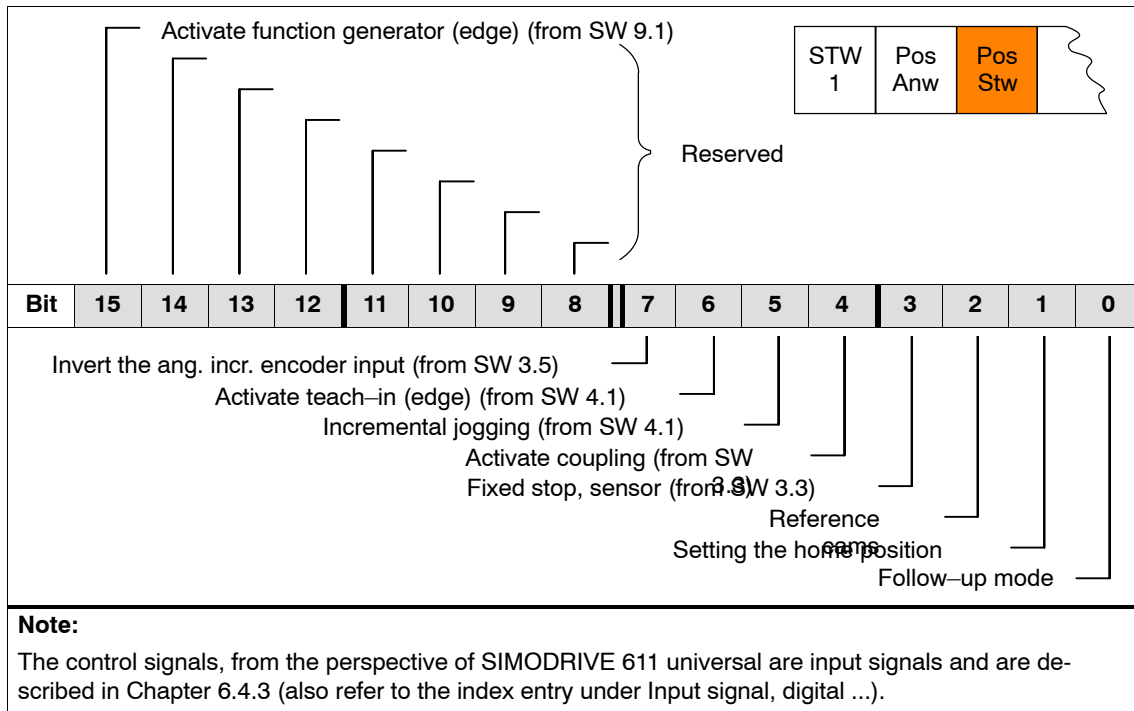 Activate function generator (edge) (from SW 9.1)
STW 1
Pos Anw
Pos Stw
Reserved
Bit 15 14 13 12 11 10 9 8 7 6 5 4 3 2 1 0
Invert the ang. incr. encoder input (from SW 3.5)
Activate teach–in (edge) (from SW 4.1)
Incremental jogging (from SW 4.1)
Activate coupling (from SW
3.3)
Fixed stop, sensor (from SW 3.3)
Reference
cams
Setting the home position
Follow–up mode
Note:
The control signals, from the perspective of SIMODRIVE 611 universal are input signals and are de-
scribed in Chapter 6.4.3 (also refer to the index entry under Input signal, digital ...).